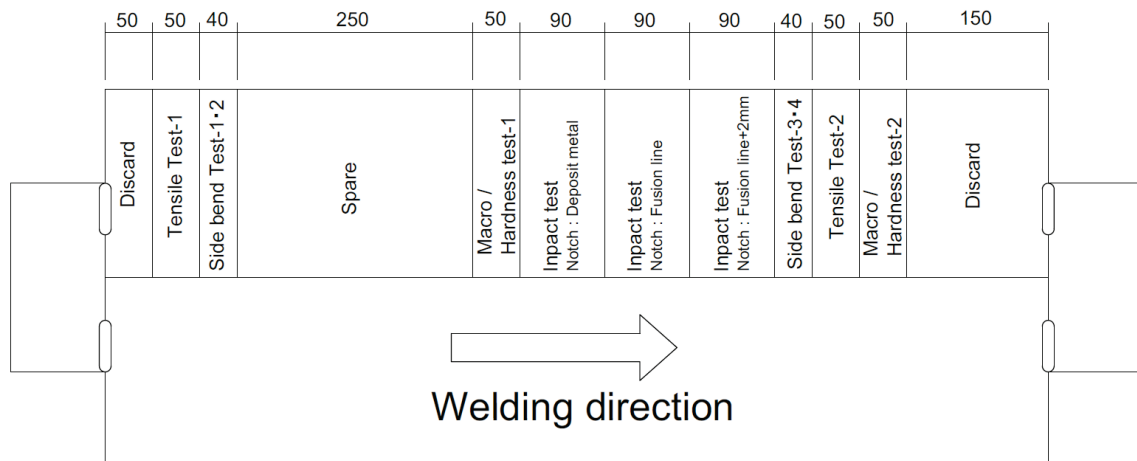 50 50 40 250 50 90 90 90 40 50 50 150
Discard
Tensile Test-1
Side bend Test-1・2
Spare
Macro /
Hardness test-1
Inpact test
Notch : Deposit metal
Inpact test
Notch : Fusion line
Inpact test
Notch : Fusion line+2mm
Side bend Test-3・4
Tensile Test-2
Macro /
Hardness test-2
Discard
Welding direction